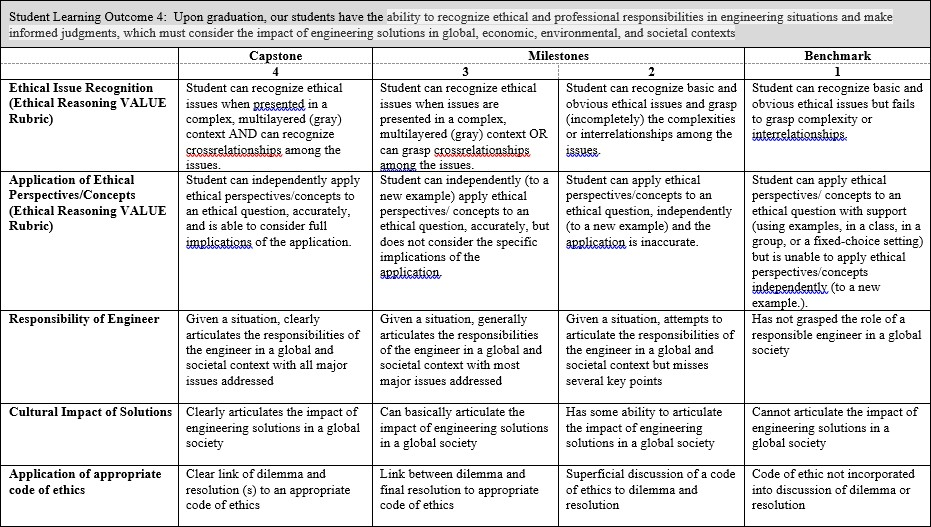 Student Learning Outcome 4:  Upon graduation, our students have the ability to recognize ethical and professional responsibilities in engineering situations and make
informed judgments, which must consider the impact of engineering solutions in global, economic, environmental, and societal contexts
Capstone
Milestones
Benchmark
4
3
2
1
Ethical Issue Recognition
(Ethical Reasoning VALUE
Rubric)
Student can recognize ethical
issues when presented in a
complex, multilayered (gray)
context AND can recognize
crossrelationships among the
issues.
Student can recognize ethical
issues when issues are
presented in a complex,
multilayered (gray) context OR
can grasp crossrelationships
among the issues.
Student can recognize basic and
obvious ethical issues and grasp
(incompletely) the complexities
or interrelationships among the
issues.
Student can recognize basic and
obvious ethical issues but fails
to grasp complexity or
interrelationships.
Application of Ethical
Perspectives/Concepts
(Ethical Reasoning VALUE
Rubric)
Student can independently apply
ethical perspectives/concepts to
an ethical question, accurately,
and is able to consider full
implications of the application.
Student can independently (to a
new example) apply ethical
perspectives/ concepts to an
ethical question, accurately, but
does not consider the specific
implications of the
application.
Student can apply ethical
perspectives/concepts to an
ethical question, independently
(to a new example) and the
application is inaccurate.
Student can apply ethical
perspectives/ concepts to an
ethical question with support
(using examples, in a class, in a
group, or a fixed-choice setting)
but is unable to apply ethical
perspectives/concepts
independently (to a new
example.).
Responsibility of Engineer
Given a situation, clearly
articulates the responsibilities of
the engineer in a global and
societal context with all major
issues addressed
Given a situation, generally
articulates the responsibilities
of the engineer in a global and
societal context with most
major issues addressed
Given a situation, attempts to
articulate the responsibilities of
the engineer in a global and
societal context but misses
several key points
Has not grasped the role of a
responsible engineer in a global
society
Cultural Impact of Solutions
Clearly articulates the impact of
engineering solutions in a global
society
Can basically articulate the
impact of engineering solutions
in a global society
Has some ability to articulate
the impact of engineering
solutions in a global society
Cannot articulate the impact of
engineering solutions in a
global society
Application of appropriate
code of ethics
Clear link of dilemma and
resolution (s) to an appropriate
code of ethics
Link between dilemma and
final resolution to appropriate
code of ethics
Superficial discussion of a code
of ethics to dilemma and
resolution
Code of ethic not incorporated
into discussion of dilemma or
resolution